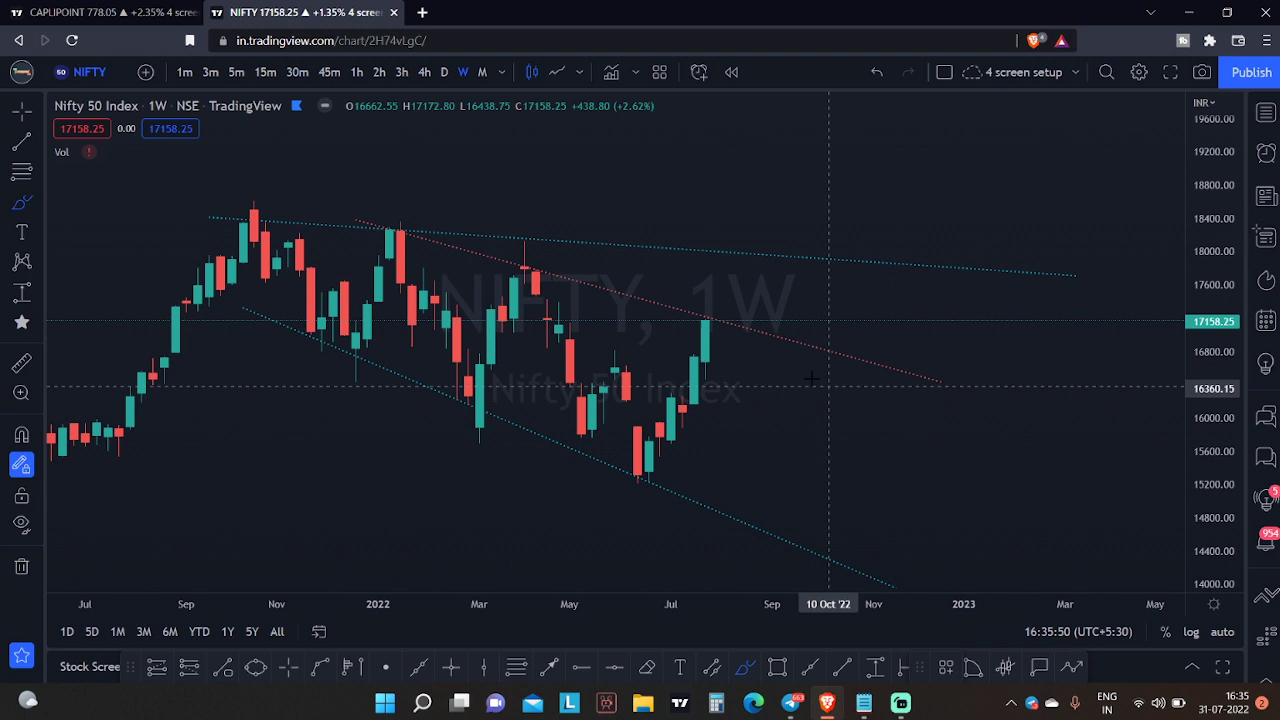 CAPLIPOINT 778.05 ▲ +2.35% 4 scree
NIFTY 17158.25 ▲ +1.35% 4 scree
in.tradingview.com/chart/2H74vLgC/
50 NIFTY 1m 3m 5m 15m 30m 45m 1h 2h 3h 4h D W M 4 screen setup Publish
Nifty 50 Index · 1W · NSE · TradingView O16662.55 H17172.80 L16438.75 C17158.25 +438.80 (+2.62%) INR
17158.25 0.00 17158.25
Vol
NIFTY, 1W
Nifty 50 Index
19600.00
19200.00
18800.00
18400.00
18000.00
17600.00
17158.25
16800.00
16360.15
16000.00
15600.00
15200.00
14800.00
14400.00
14000.00
5
954
Jul Sep Nov 2022 Mar May Jul Sep 10 Oct '22 Nov 2023 Mar May
1D 5D 1M 3M 6M YTD 1Y 5Y All 16:35:50 (UTC+5:30) % log auto
Stock Scree
ENG
IN
16:35
31-07-2022